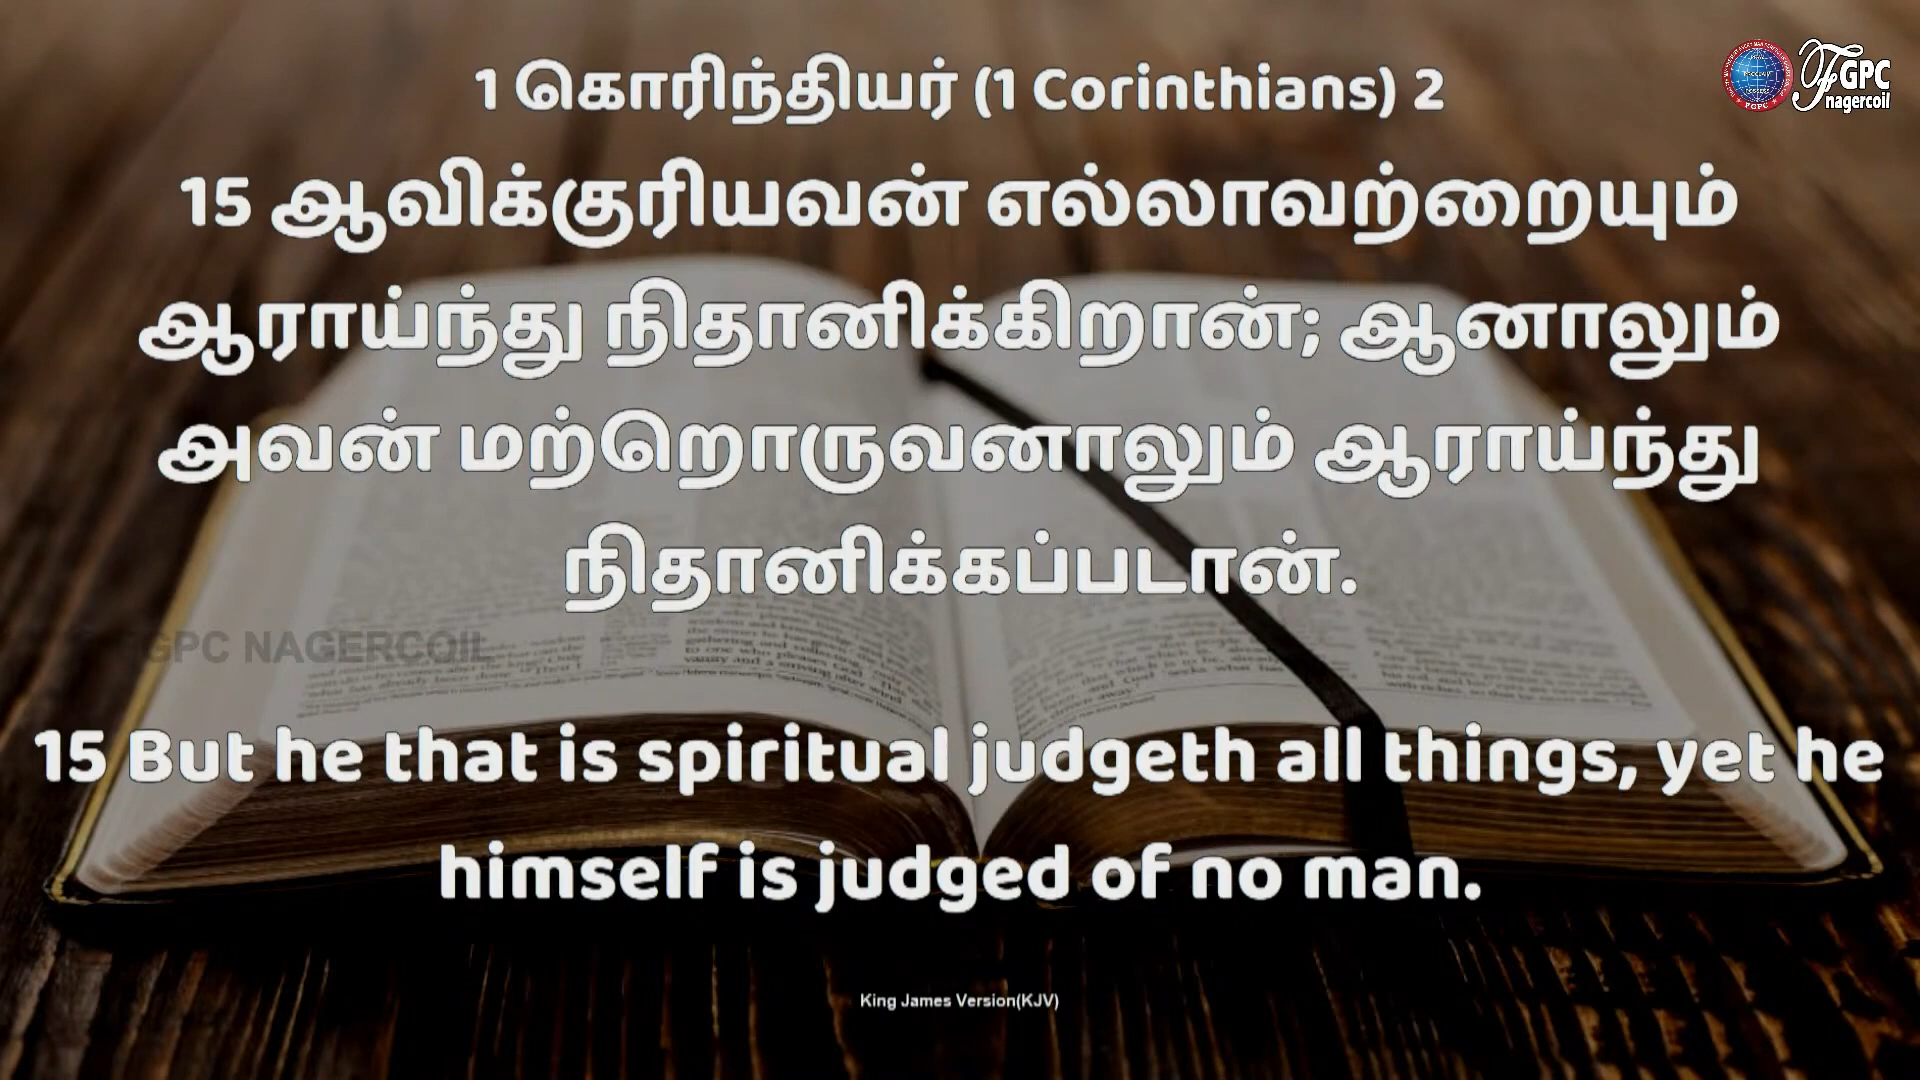 1 கொரிந்தியர் (1 Corinthians) 2
FGPC
nagercoil
15 ஆவிக்குரியவன் எல்லாவற்றையும்
ஆராய்ந்து நிதானிக்கிறான்; ஆனாலும்
அவன் மற்றொருவனாலும் ஆராய்ந்து
நிதானிக்கப்படான்.
FGPC NAGERCOIL
15 But he that is spiritual judgeth all things, yet he
himself is judged of no man.
King James Version(KJV)